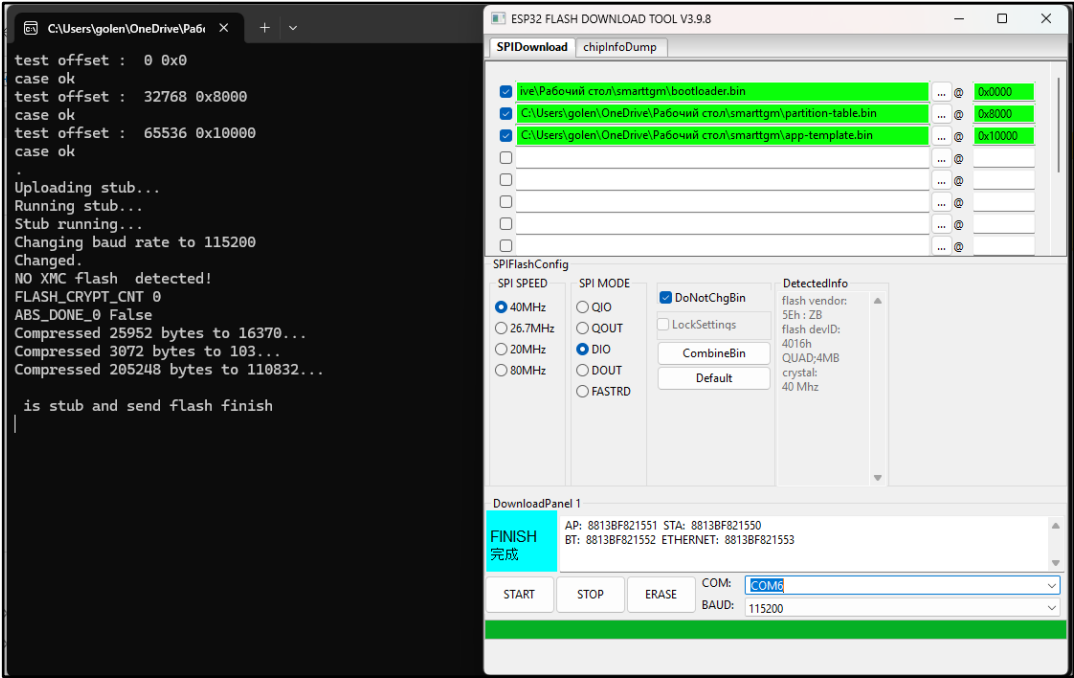 C:\Users\golen\OneDrive\Рабо
test offset :  0 0x0
case ok
test offset :  32768 0x8000
case ok
test offset :  65536 0x10000
case ok
.
Uploading stub...
Running stub...
Stub running...
Changing baud rate to 115200
Changed.
NO XMC flash  detected!
FLASH_CRYPT_CNT 0
ABS_DONE_0 False
Compressed 25952 bytes to 16370...
Compressed 3072 bytes to 103...
Compressed 205248 bytes to 110832...
is stub and send flash finish
ESP32 FLASH DOWNLOAD TOOL V3.9.8
SPIDownload chipInfoDump
ive\Рабочий стол\smarttgm\bootloader.bin ... @ 0x0000
C:\Users\golen\OneDrive\Рабочий стол\smarttgm\partition-table.bin ... @ 0x8000
C:\Users\golen\OneDrive\Рабочий стол\smarttgm\app-template.bin ... @ 0x10000
... @
... @
... @
... @
... @
SPIFlashConfig
SPI SPEED
40MHz
26.7MHz
20MHz
80MHz
SPI MODE
QIO
QOUT
DIO
DOUT
FASTRD
DoNotChgBin
LockSettings
CombineBin
Default
DetectedInfo
flash vendor:
5Eh : ZB
flash devID:
4016h
QUAD;4MB
crystal:
40 Mhz
DownloadPanel 1
FINISH
完成
AP: 8813BF821551 STA: 8813BF821550
BT: 8813BF821552 ETHERNET: 8813BF821553
START STOP ERASE
COM: COM6
BAUD: 115200